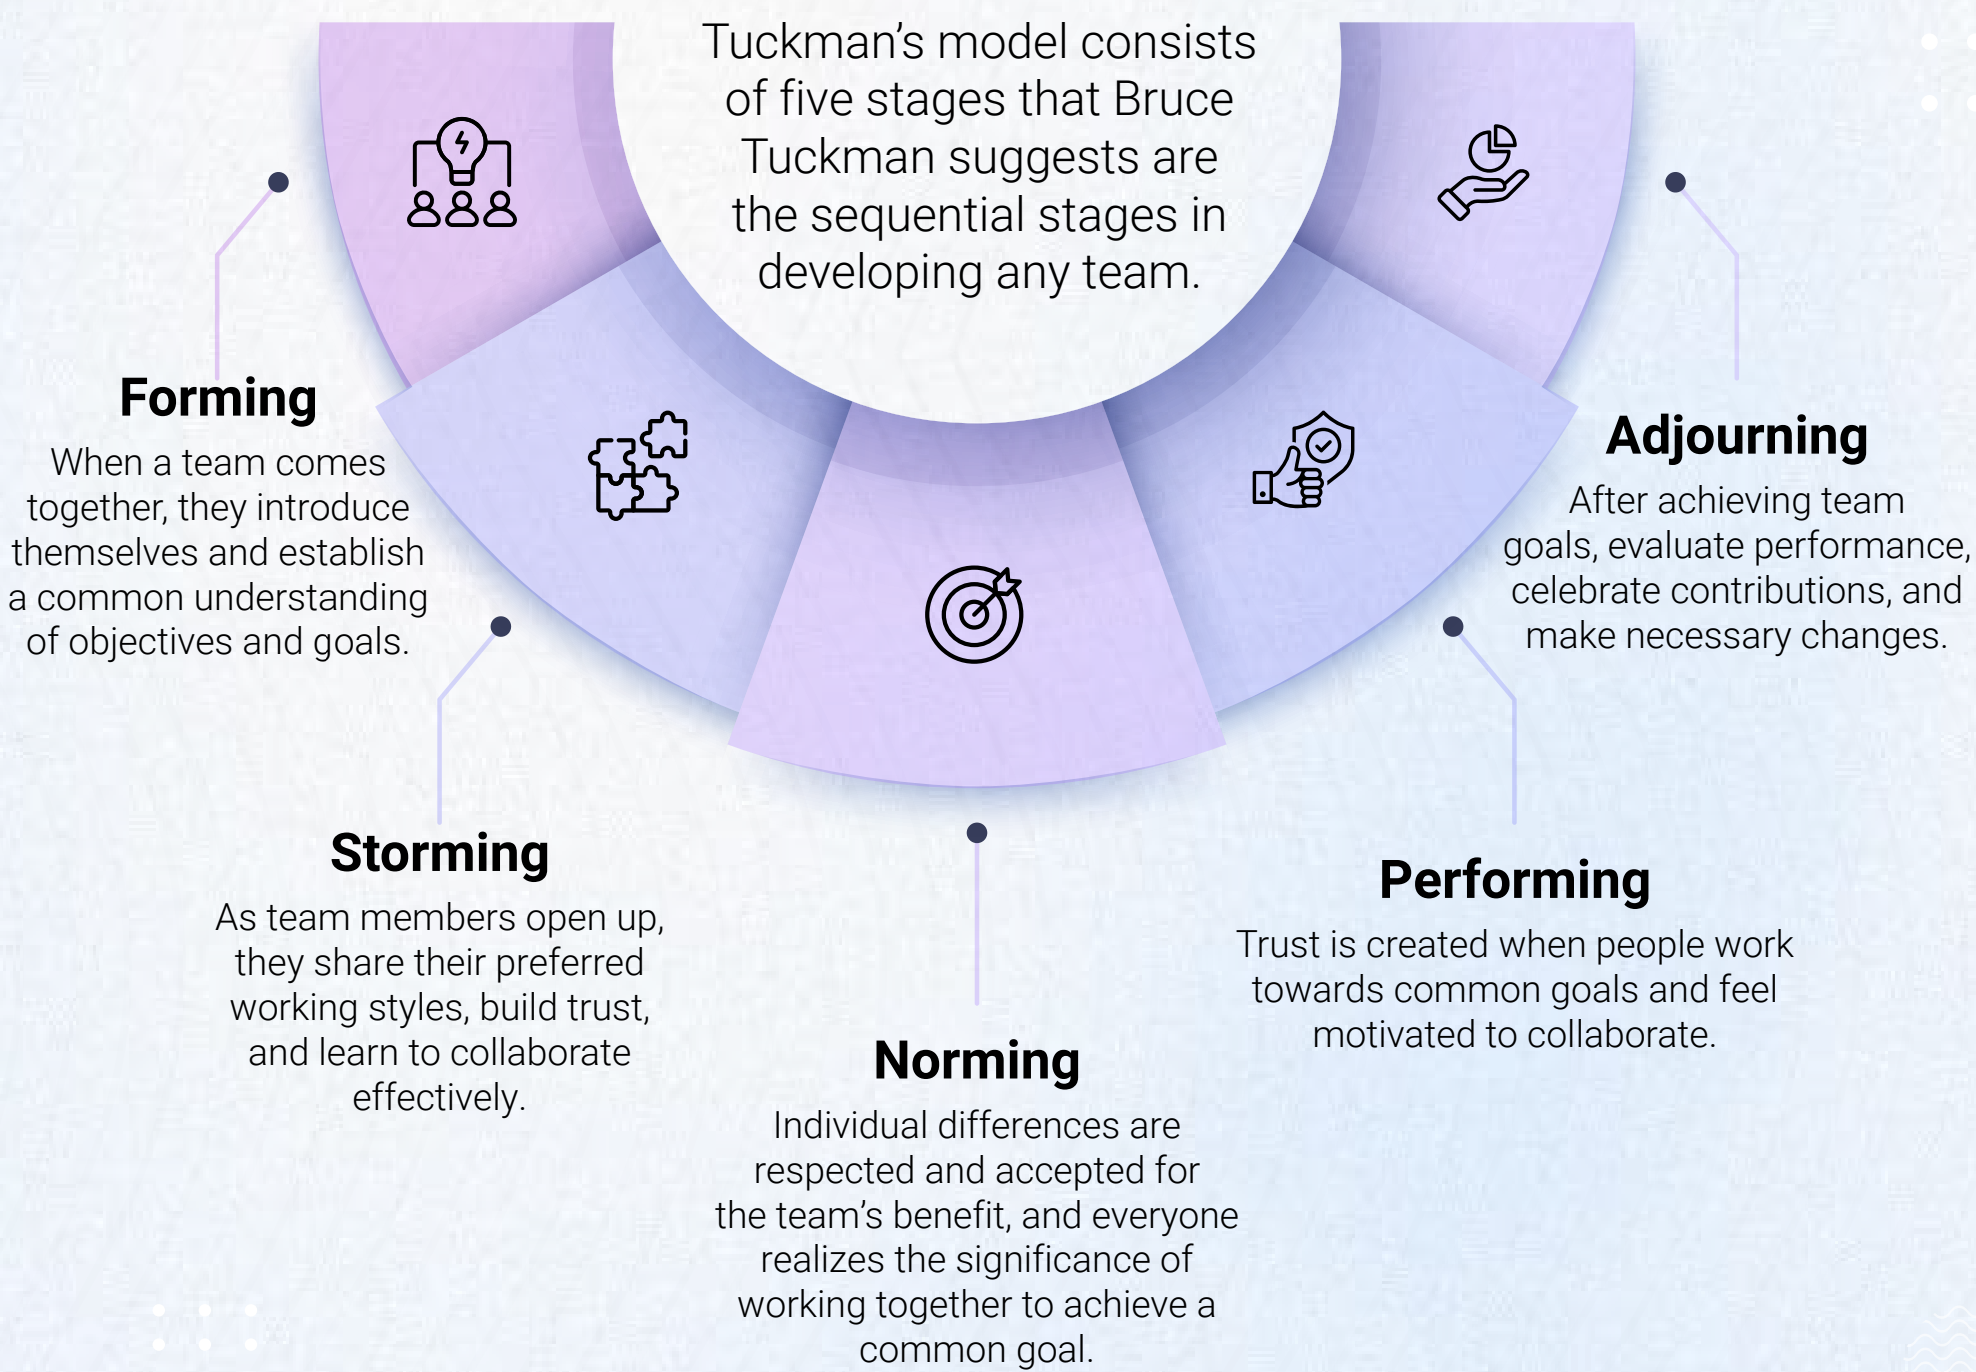 Tuckman’s model consists
of five stages that Bruce
Tuckman suggests are
the sequential stages in
developing any team.
Forming
When a team comes
together, they introduce
themselves and establish
a common understanding
of objectives and goals.
Storming
As team members open up,
they share their preferred
working styles, build trust,
and learn to collaborate
effectively.
Norming
Individual differences are
respected and accepted for
the team’s benefit, and everyone
realizes the significance of
working together to achieve a
common goal.
Performing
Trust is created when people work
towards common goals and feel
motivated to collaborate.
Adjourning
After achieving team
goals, evaluate performance,
celebrate contributions, and
make necessary changes.